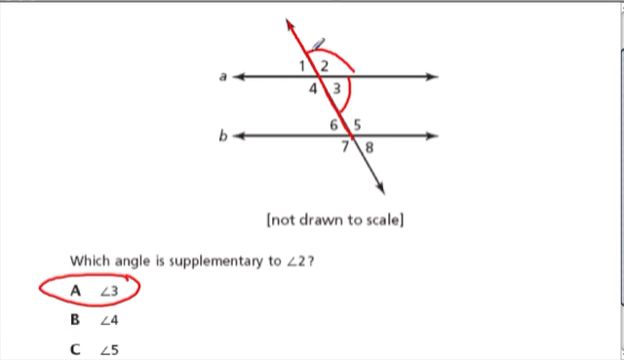 1 2
a
4 3
6 5
b
7 8
[not drawn to scale]
Which angle is supplementary to ∠2?
A ∠3
B ∠4
C ∠5